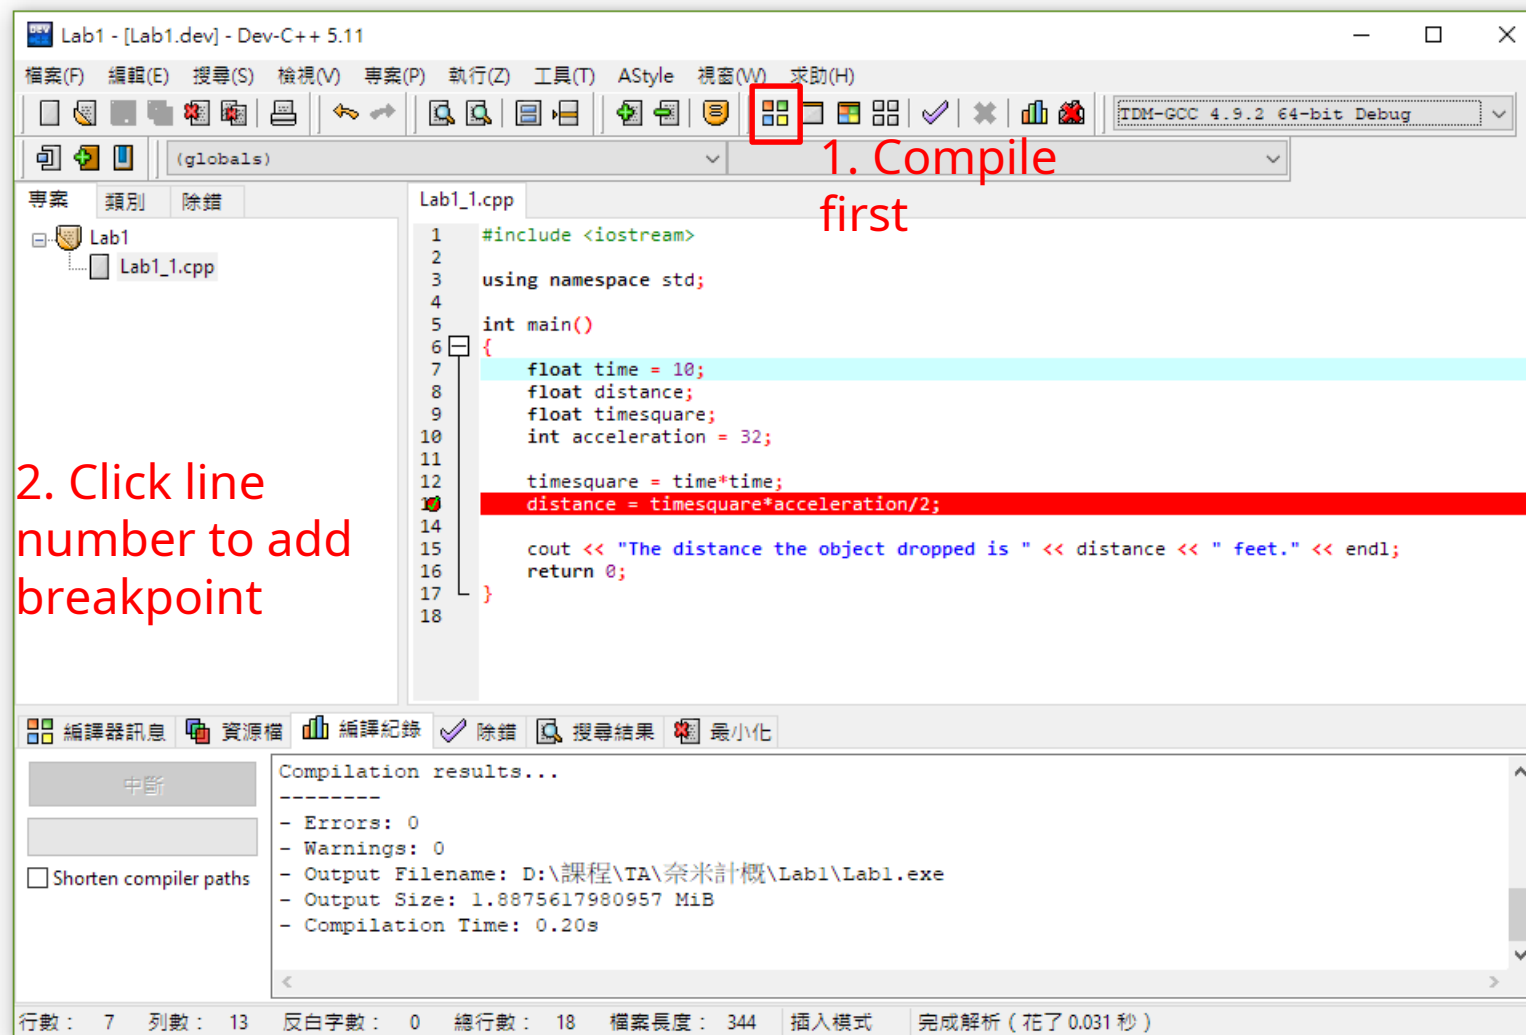 Lab1 - [Lab1.dev] - Dev-C++ 5.11
檔案(F) 編輯(E) 搜尋(S) 檢視(V) 專案(P) 執行(Z) 工具(T) AStyle 視窗(W) 求助(H)
TDM-GCC 4.9.2 64-bit Debug
(globals)
1. Compile
first
專案 類別 除錯
Lab1
Lab1_1.cpp
Lab1_1.cpp
1 #include <iostream>
2
3 using namespace std;
4
5 int main()
6 {
7 float time = 10;
8 float distance;
9 float timesquare;
10 int acceleration = 32;
11
12 timesquare = time*time;
distance = timesquare*acceleration/2;
14
15 cout << "The distance the object dropped is " << distance << " feet." << endl;
16 return 0;
17 }
18
2. Click line
number to add
breakpoint
編譯器訊息 資源檔 編譯紀錄 除錯 搜尋結果 最小化
中斷
Shorten compiler paths
Compilation results...
--------
- Errors: 0
- Warnings: 0
- Output Filename: D:\課程\TA\奈米計概\Lab1\Lab1.exe
- Output Size: 1.8875617980957 MiB
- Compilation Time: 0.20s
行數： 7 列數： 13 反白字數： 0 總行數： 18 檔案長度： 344 插入模式 完成解析 ( 花了 0.031 秒 )